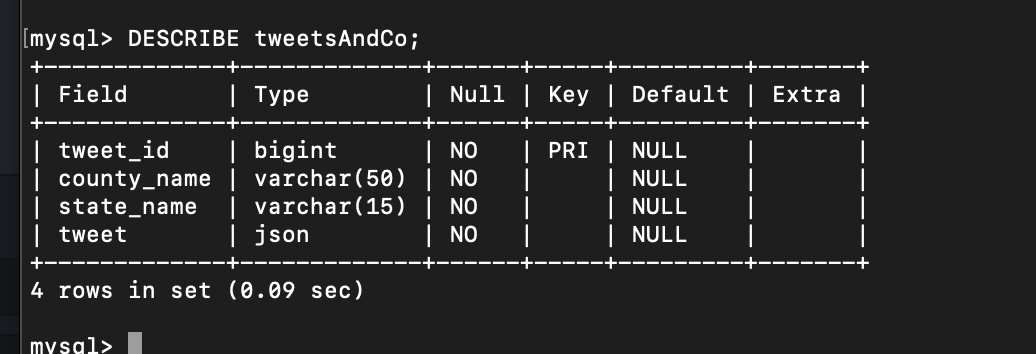 [mysql> DESCRIBE tweetsAndCo;
+-------------+-------------+------+-----+---------+-------+
| Field       | Type        | Null | Key | Default | Extra |
+-------------+-------------+------+-----+---------+-------+
| tweet_id    | bigint      | NO   | PRI | NULL    |       |
| county_name | varchar(50) | NO   |     | NULL    |       |
| state_name  | varchar(15) | NO   |     | NULL    |       |
| tweet       | json        | NO   |     | NULL    |       |
+-------------+-------------+------+-----+---------+-------+
4 rows in set (0.09 sec)
mysql>